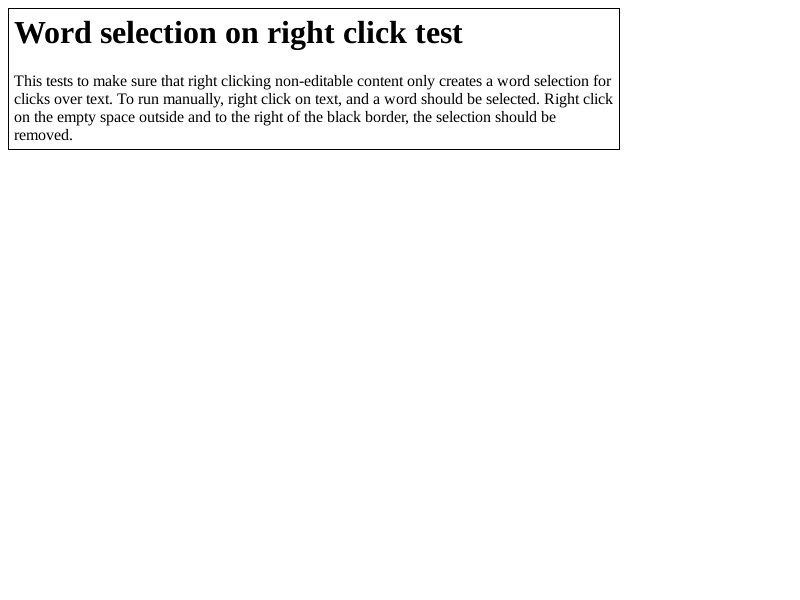 Word selection on right click test
This tests to make sure that right clicking non-editable content only creates a word selection for
clicks over text. To run manually, right click on text, and a word should be selected. Right click
on the empty space outside and to the right of the black border, the selection should be
removed.